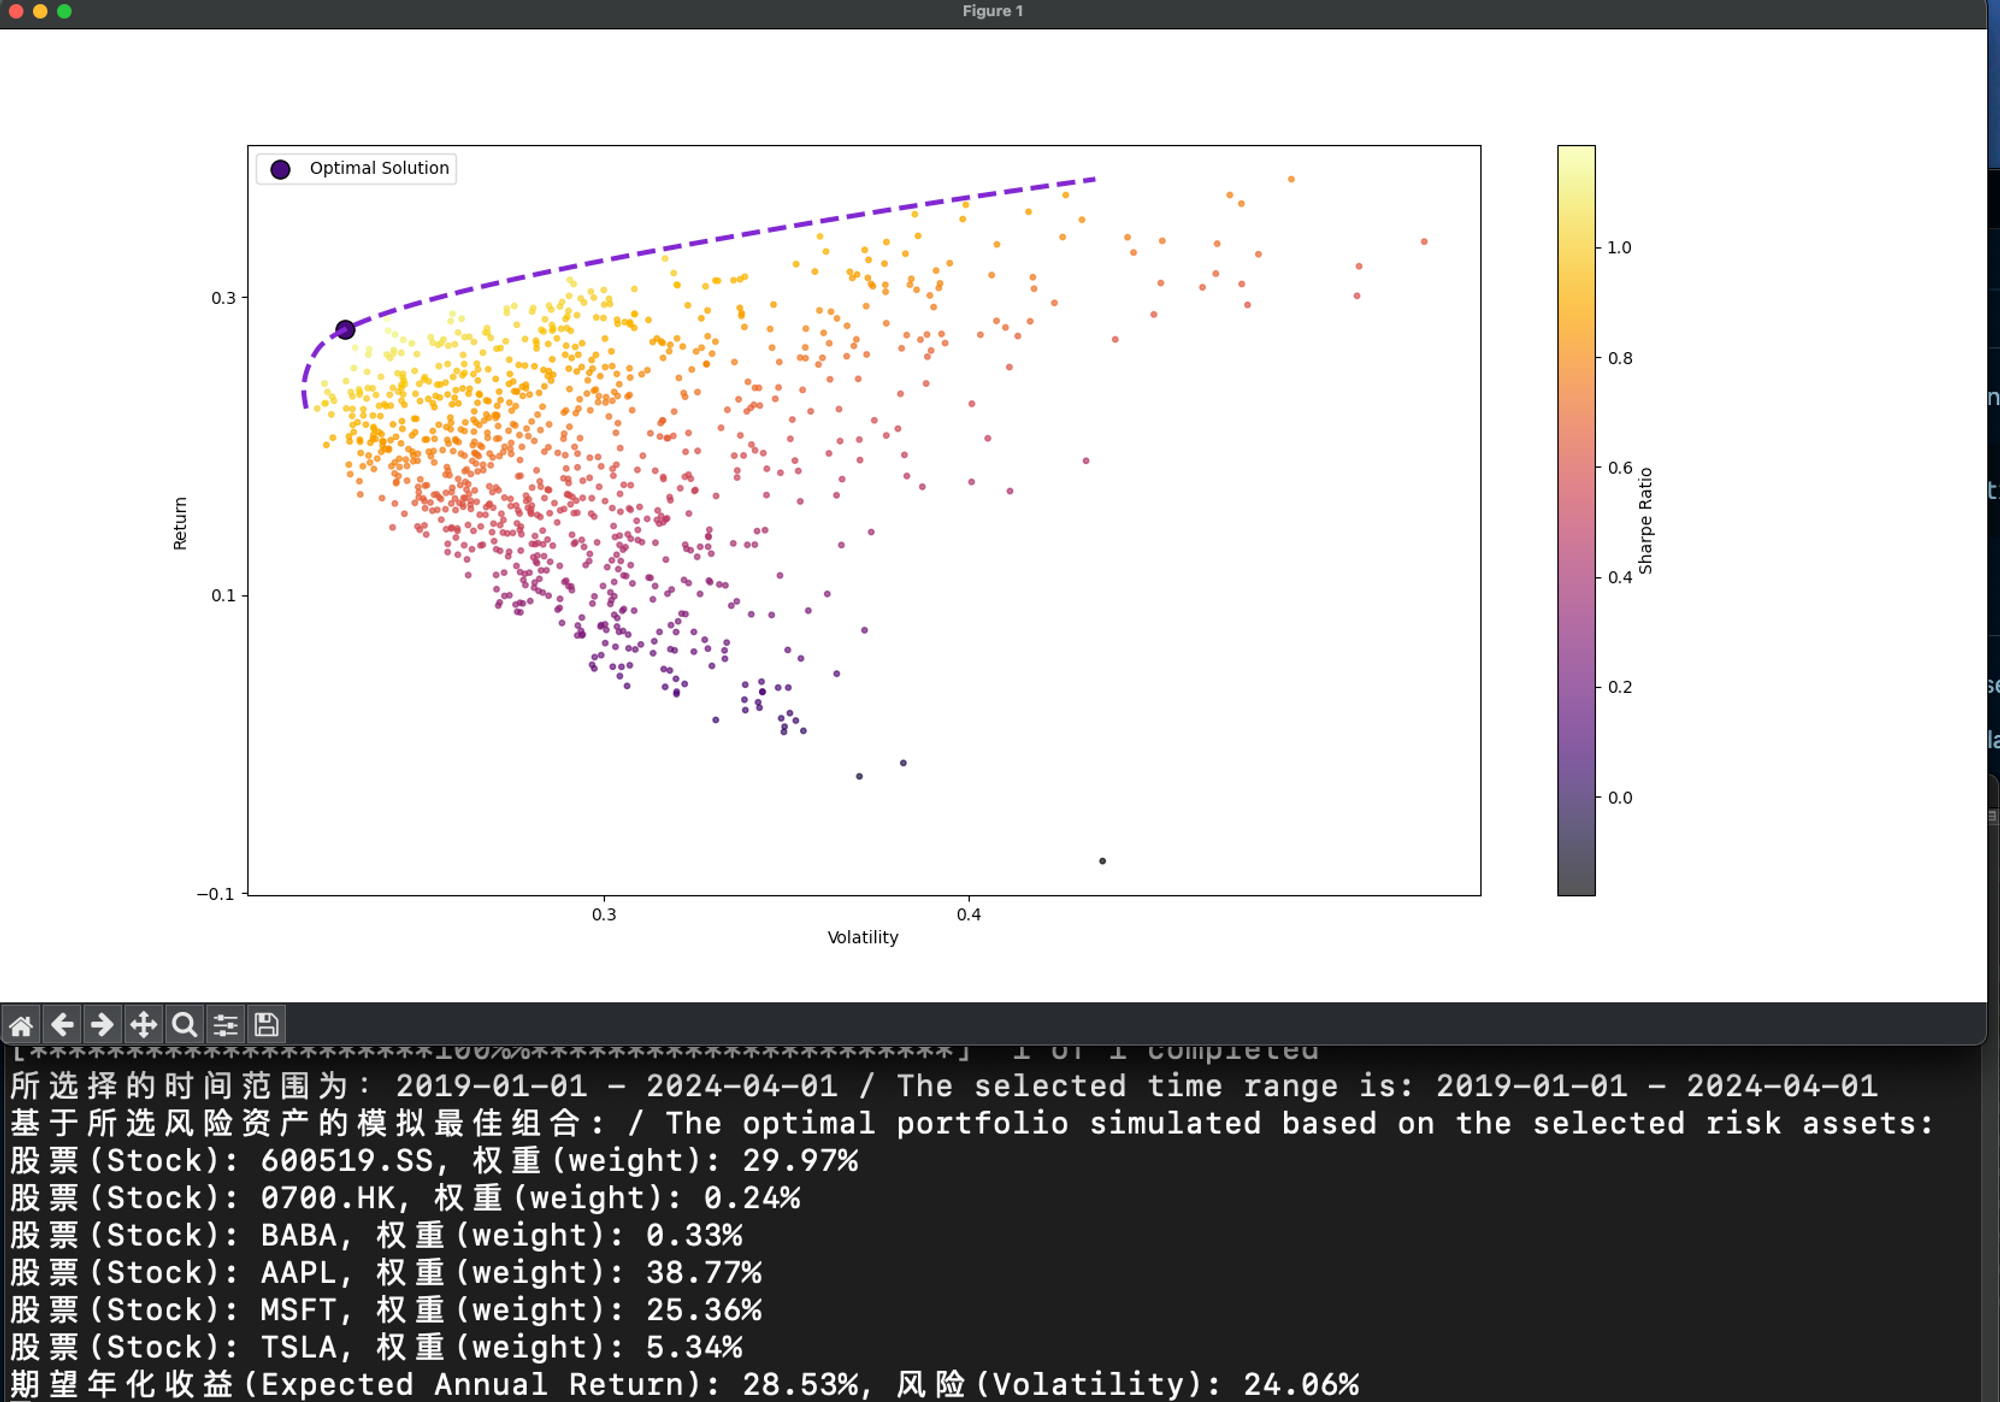 Figure 1
Optimal Solution
0.3
0.1
−0.1
Return
0.3
0.4
Volatility
1.0
0.8
0.6
0.4
0.2
0.0
Sharpe Ratio
[*********************100%%**********************]  1 of 1 completed
所选择的时间范围为: 2019-01-01 - 2024-04-01 / The selected time range is: 2019-01-01 - 2024-04-01
基于所选风险资产的模拟最佳组合: / The optimal portfolio simulated based on the selected risk assets:
股票(Stock): 600519.SS, 权重(weight): 29.97%
股票(Stock): 0700.HK, 权重(weight): 0.24%
股票(Stock): BABA, 权重(weight): 0.33%
股票(Stock): AAPL, 权重(weight): 38.77%
股票(Stock): MSFT, 权重(weight): 25.36%
股票(Stock): TSLA, 权重(weight): 5.34%
期望年化收益(Expected Annual Return): 28.53%, 风险(Volatility): 24.06%